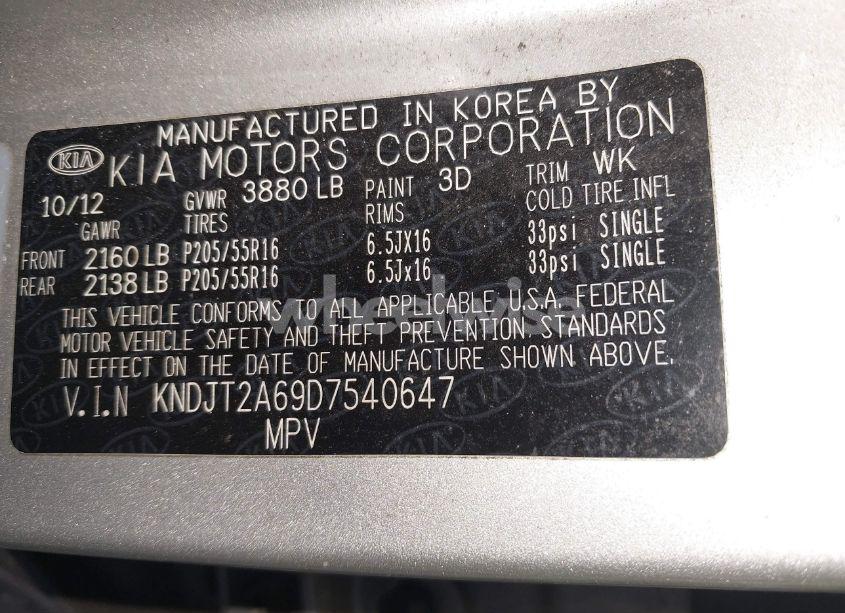 MANUFACTURED IN KOREA BY
KIA KIA MOTORS CORPORATION
10/12 GVWR 3880 LB PAINT 3D TRIM WK
GAWR TIRES RIMS COLD TIRE INFL
FRONT 2160 LB P205/55R16 6.5JX16 33psi SINGLE
REAR 2138 LB P205/55R16 6.5Jx16 33psi SINGLE
THIS VEHICLE CONFORMS TO ALL APPLICABLE U.S.A. FEDERAL
MOTOR VEHICLE SAFETY AND THEFT PREVENTION STANDARDS
IN EFFECT ON THE DATE OF MANUFACTURE SHOWN ABOVE.
V.I.N KNDJT2A69D7540647
MPV
wheelwise